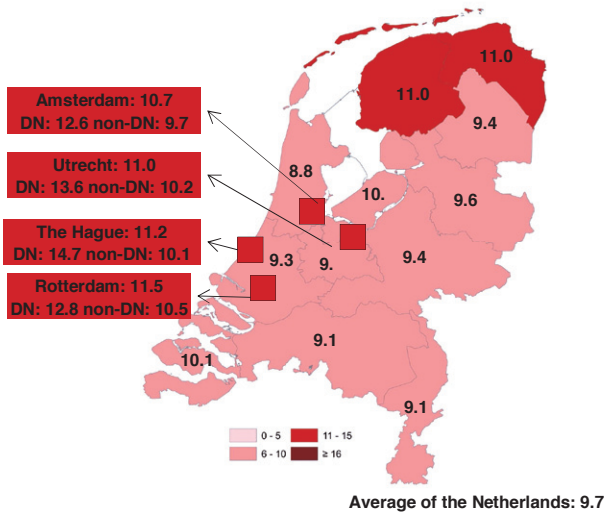 11.0
11.0
Amsterdam: 10.7
DN: 12.6 non-DN: 9.7
9.4
Utrecht: 11.0
DN: 13.6 non-DN: 10.2
8.8
10.
9.6
The Hague: 11.2
DN: 14.7 non-DN: 10.1
9.3
9.
9.4
Rotterdam: 11.5
DN: 12.8 non-DN: 10.5
9.1
10.1
9.1
0 - 5
11 - 15
6 - 10
≥ 16
Average of the Netherlands: 9.7